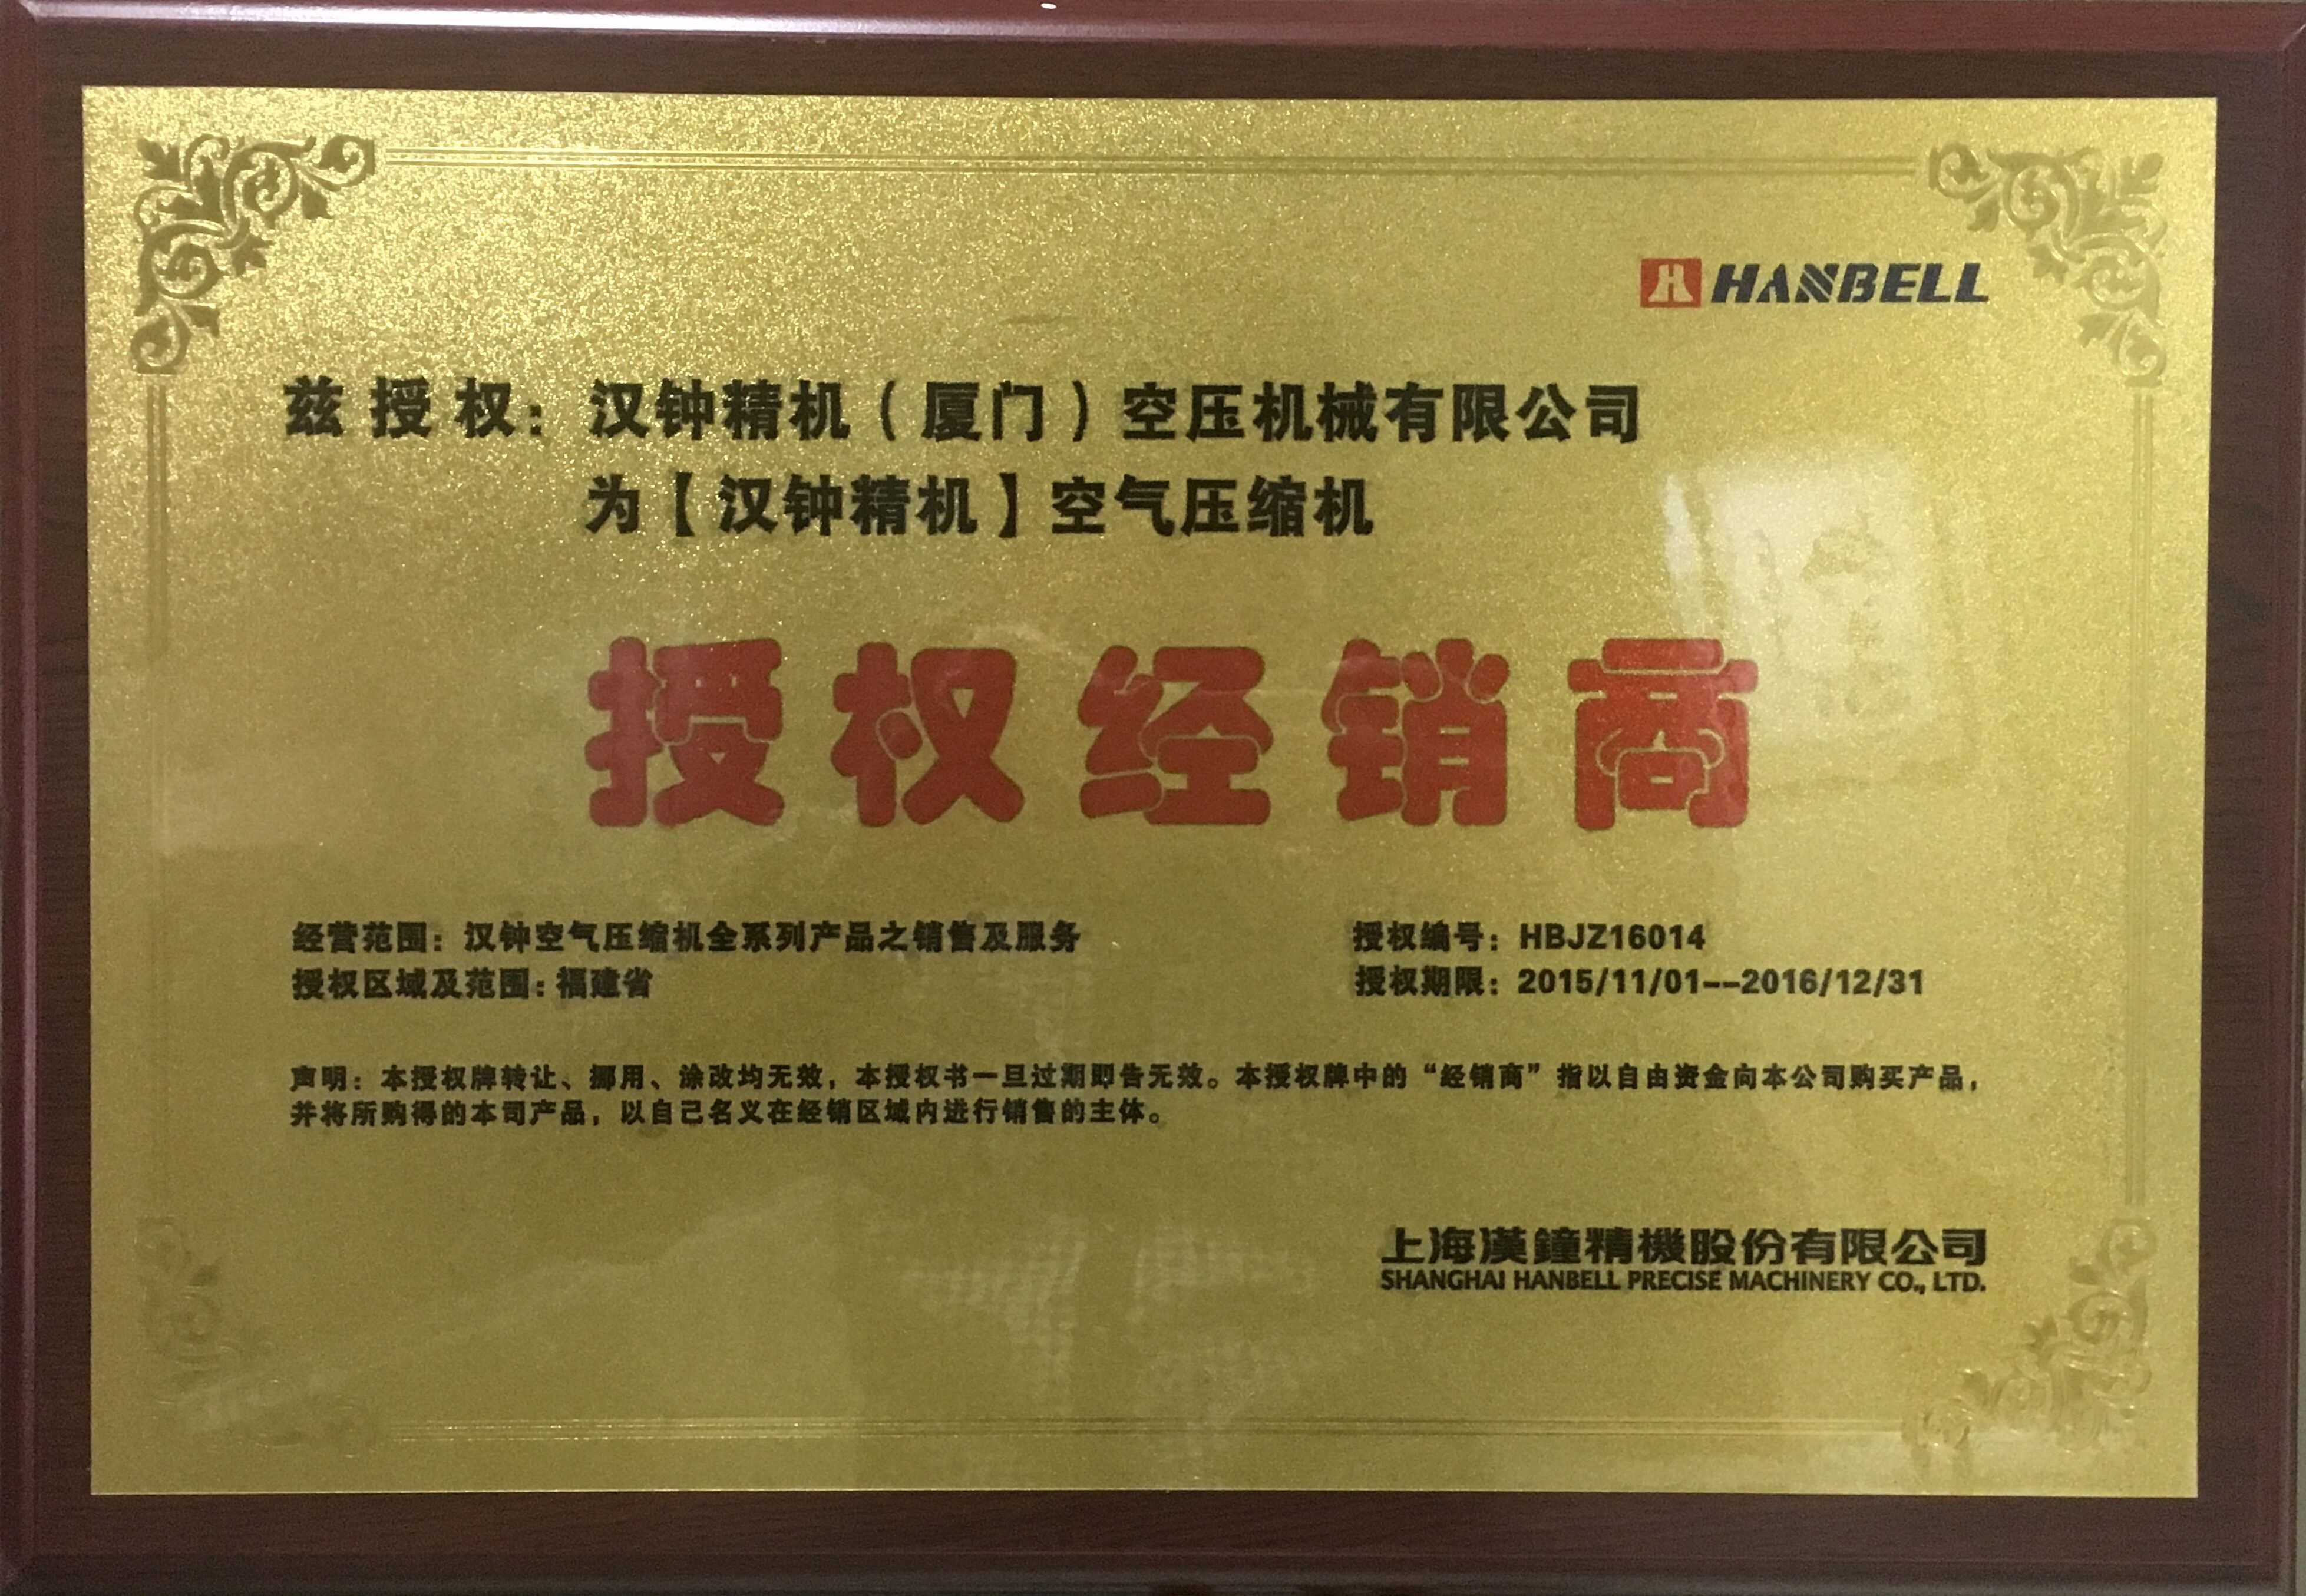 HANBELL
兹授权：汉钟精机（厦门）空压机械有限公司
为【汉钟精机】空气压缩机
授权经销商
经营范围：汉钟空气压缩机全系列产品之销售及服务
授权编号：HBJZ16014
授权区域及范围：福建省
授权期限：2015/11/01--2016/12/31
声明：本授权牌转让、挪用、涂改均无效，本授权书一旦过期即告无效。本授权牌中的“经销商”指以自由资金向本公司购买产品，
并将所购得的本司产品，以自己名义在经销区域内进行销售的主体。
上海漢鐘精機股份有限公司
SHANGHAI HANBELL PRECISE MACHINERY CO., LTD.